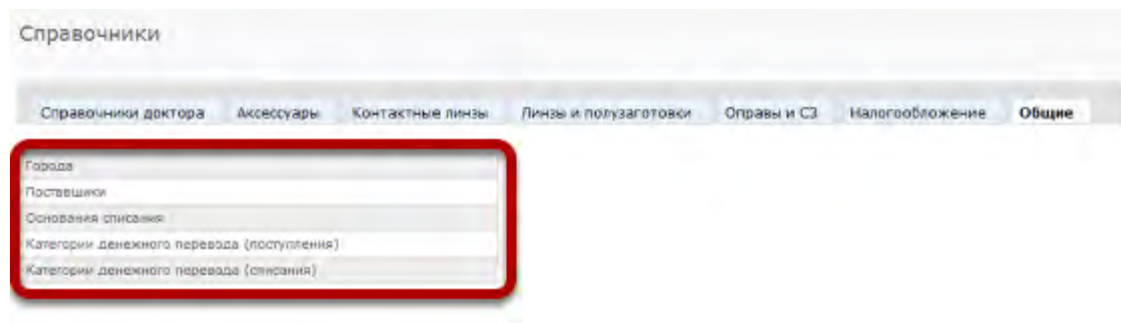 Справочники
Справочники доктора Аксессуары Контактные линзы Линзы и полузаготовки Оправы и СЗ Налогообложение Общие
Города
Поставщики
Основания списания
Категории денежного перевода (поступления)
Категории денежного перевода (списания)